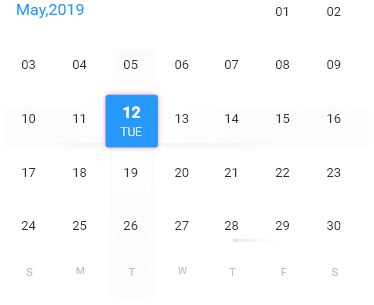 May,2019 01 02
03 04 05 06 07 08 09
10 11 12 13 14 15 16
TUE
17 18 19 20 21 22 23
24 25 26 27 28 29 30
S M T W T F S